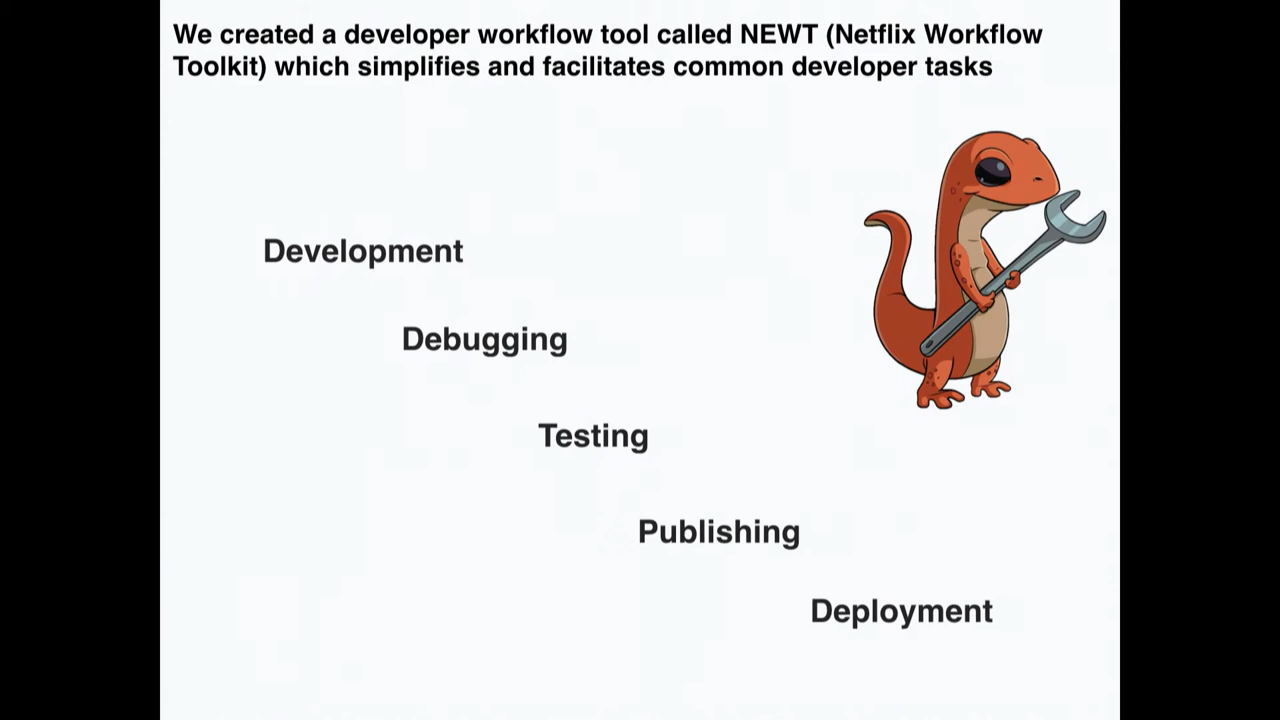 We created a developer workflow tool called NEWT (Netflix Workflow
Toolkit) which simplifies and facilitates common developer tasks
Development
Debugging
Testing
Publishing
Deployment